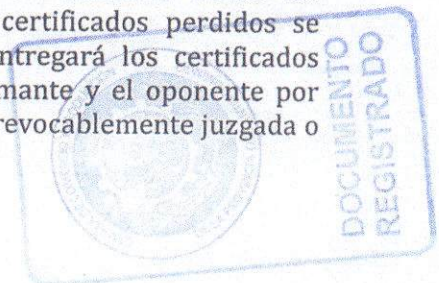 certificados perdidos se
ntregará los certificados
mante y el oponente por
revocablemente juzgada o
DOCUMENTO
REGISTRADO